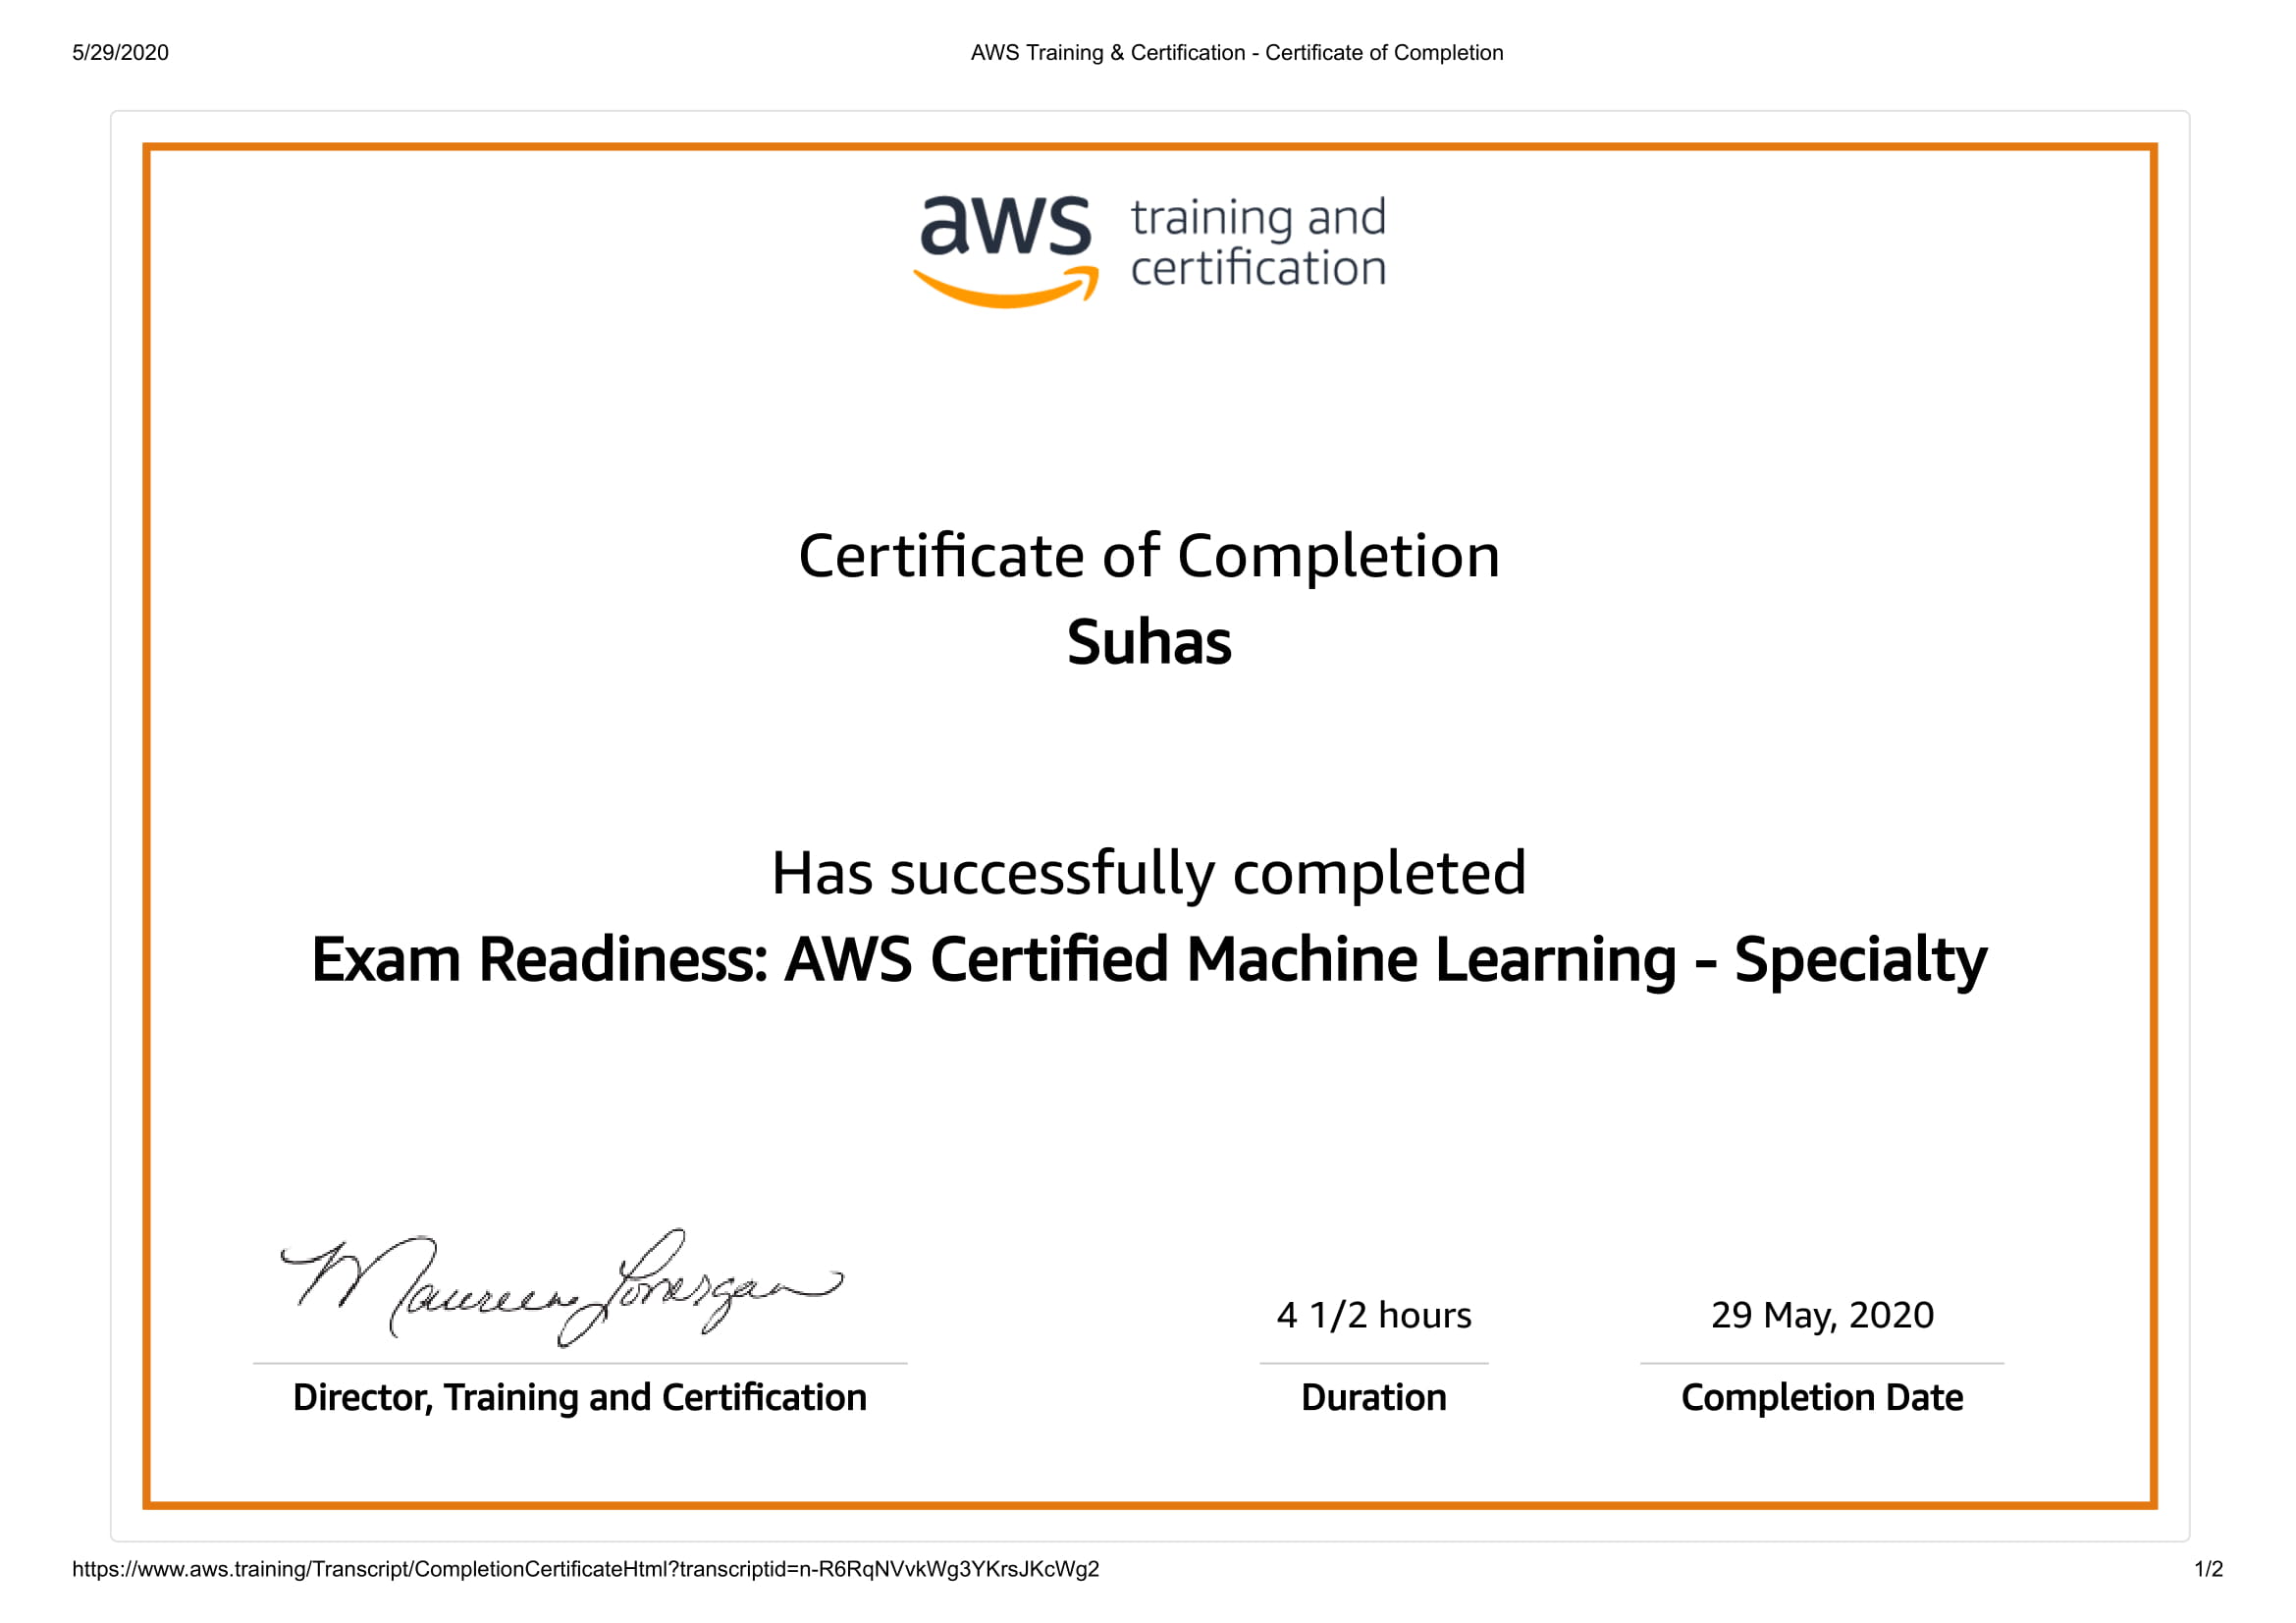 5/29/2020
AWS Training & Certification - Certificate of Completion
aws
training and
certification
Certificate of Completion
Suhas
Has successfully completed
Exam Readiness: AWS Certified Machine Learning - Specialty
Maureen Lonergan
4 1/2 hours
29 May, 2020
Director, Training and Certification
Duration
Completion Date
https://www.aws.training/Transcript/CompletionCertificateHtml?transcriptid=n-R6RqNVvkWg3YKrsJKcWg2
1/2